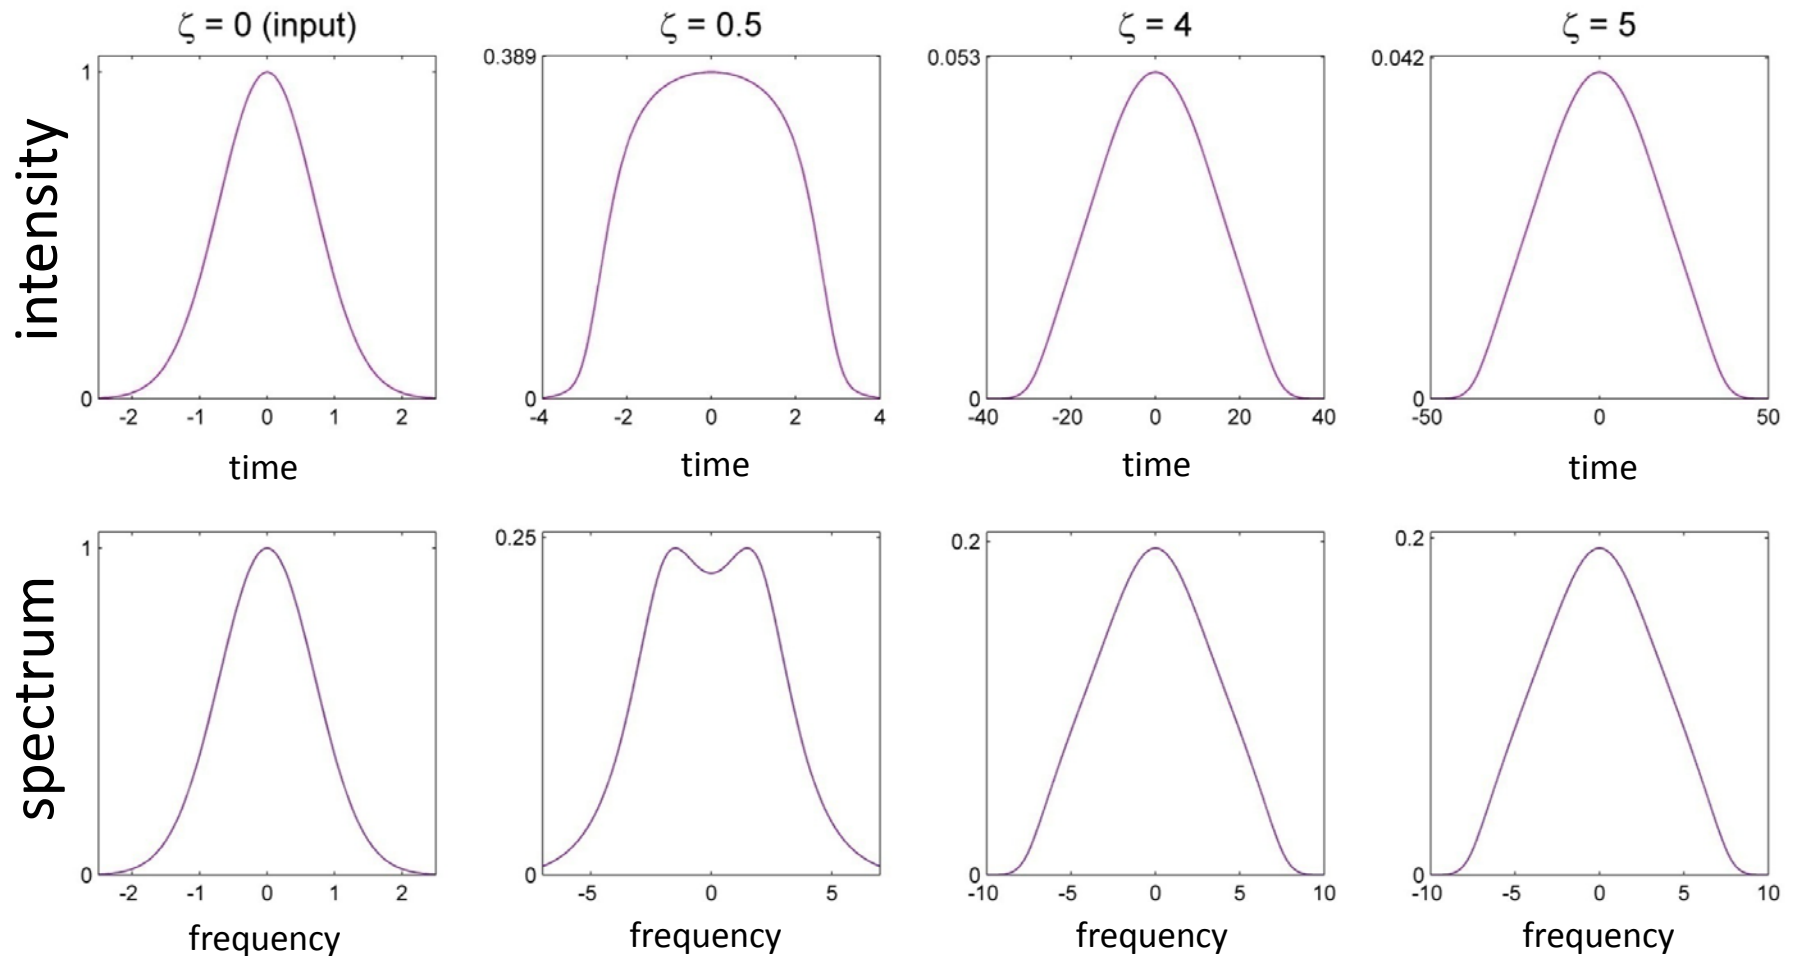 ζ = 0 (input)
ζ = 0.5
ζ = 4
ζ = 5
intensity
1
0
-2 -1 0 1 2
time
0.389
0
-4 -2 0 2 4
time
0.053
0
-40 -20 0 20 40
time
0.042
0
-50 0 50
time
spectrum
1
0
-2 -1 0 1 2
frequency
0.25
0
-5 0 5
frequency
0.2
0
-10 -5 0 5 10
frequency
0.2
0
-10 -5 0 5 10
frequency